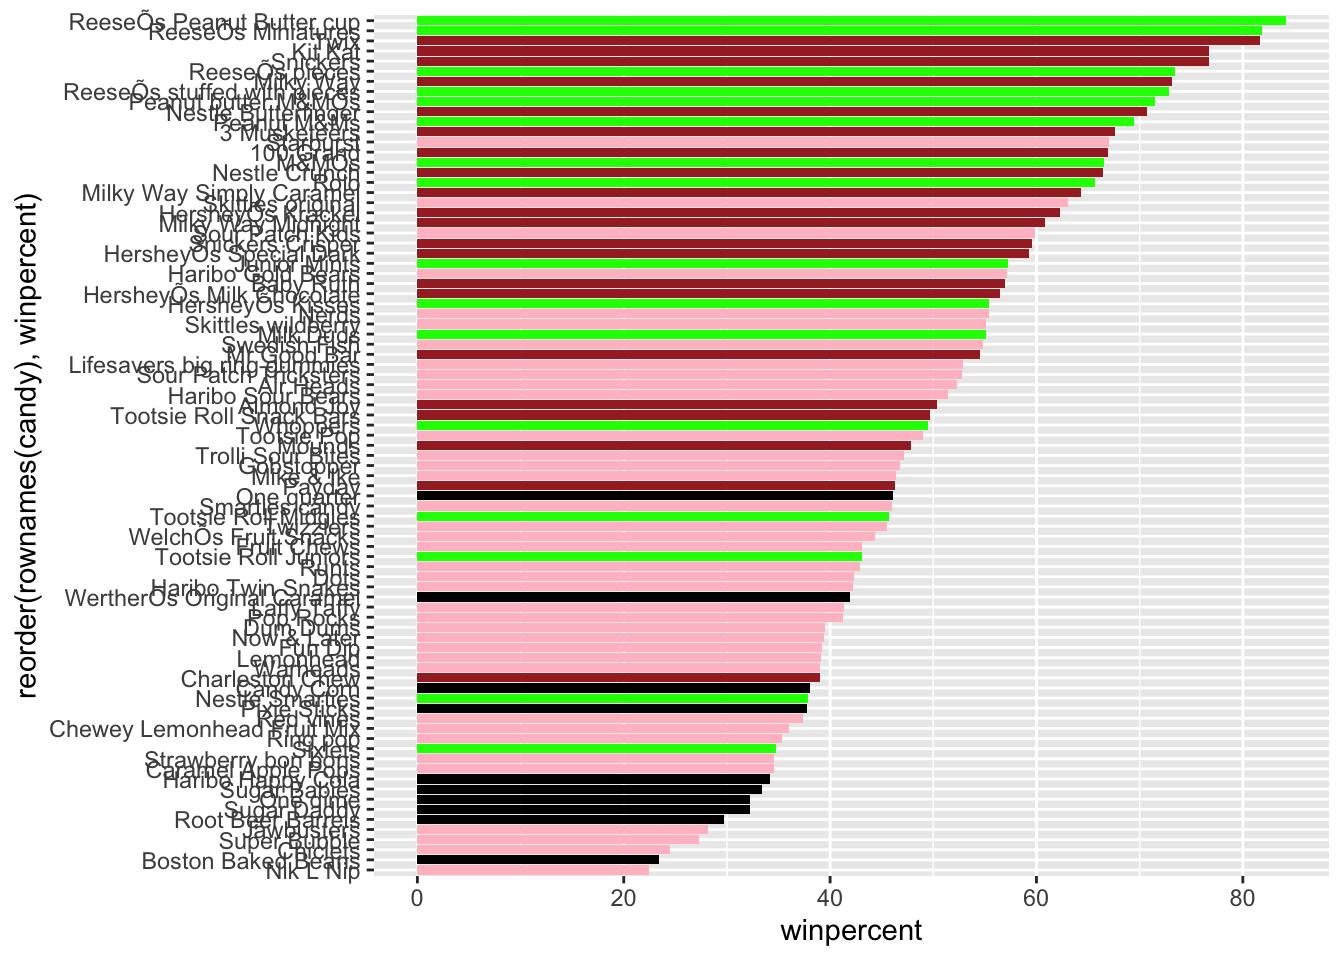 ReeseÕs Peanut Butter cup
ReeseÕs Miniatures
Twix
Kit Kat
Snickers
ReeseÕs pieces
Milky Way
ReeseÕs stuffed with pieces
Peanut butter M&MÕs
Nestle Butterfinger
Peanut M&Ms
3 Musketeers
Starburst
100 Grand
M&MÕs
Nestle Crunch
Rolo
Milky Way Simply Caramel
Skittles original
HersheyÕs Krackel
Milky Way Midnight
Sour Patch Kids
Snickers Crisper
HersheyÕs Special Dark
Junior Mints
Haribo Gold Bears
Baby Ruth
HersheyÕs Milk Chocolate
HersheyÕs Kisses
Nerds
Skittles wildberry
Milk Duds
Swedish Fish
Mr Good Bar
Lifesavers big ring gummies
Sour Patch Tricksters
Air Heads
Haribo Sour Bears
Almond Joy
Tootsie Roll Snack Bars
Whoppers
Tootsie Pop
Mounds
Trolli Sour Bites
Gobstopper
Mike & Ike
Payday
One quarter
Smarties candy
Tootsie Roll Midgies
Twizzlers
WelchÕs Fruit Snacks
Fruit Chews
Tootsie Roll Juniors
Runts
Dots
Haribo Twin Snakes
WertherÕs Original Caramel
Laffy Taffy
Pop Rocks
Dum Dums
Now & Later
Fun Dip
Lemonhead
Warheads
Charleston Chew
Candy Corn
Nestle Smarties
Pixie Sticks
Red vines
Chewey Lemonhead Fruit Mix
Ring pop
Sixlets
Strawberry bon bons
Caramel Apple Pops
Haribo Happy Cola
Sugar Babies
One dime
Sugar Daddy
Root Beer Barrels
Jawbusters
Super Bubble
Chiclets
Boston Baked Beans
Nik L Nip
0 20 40 60 80
winpercent
reorder(rownames(candy), winpercent)